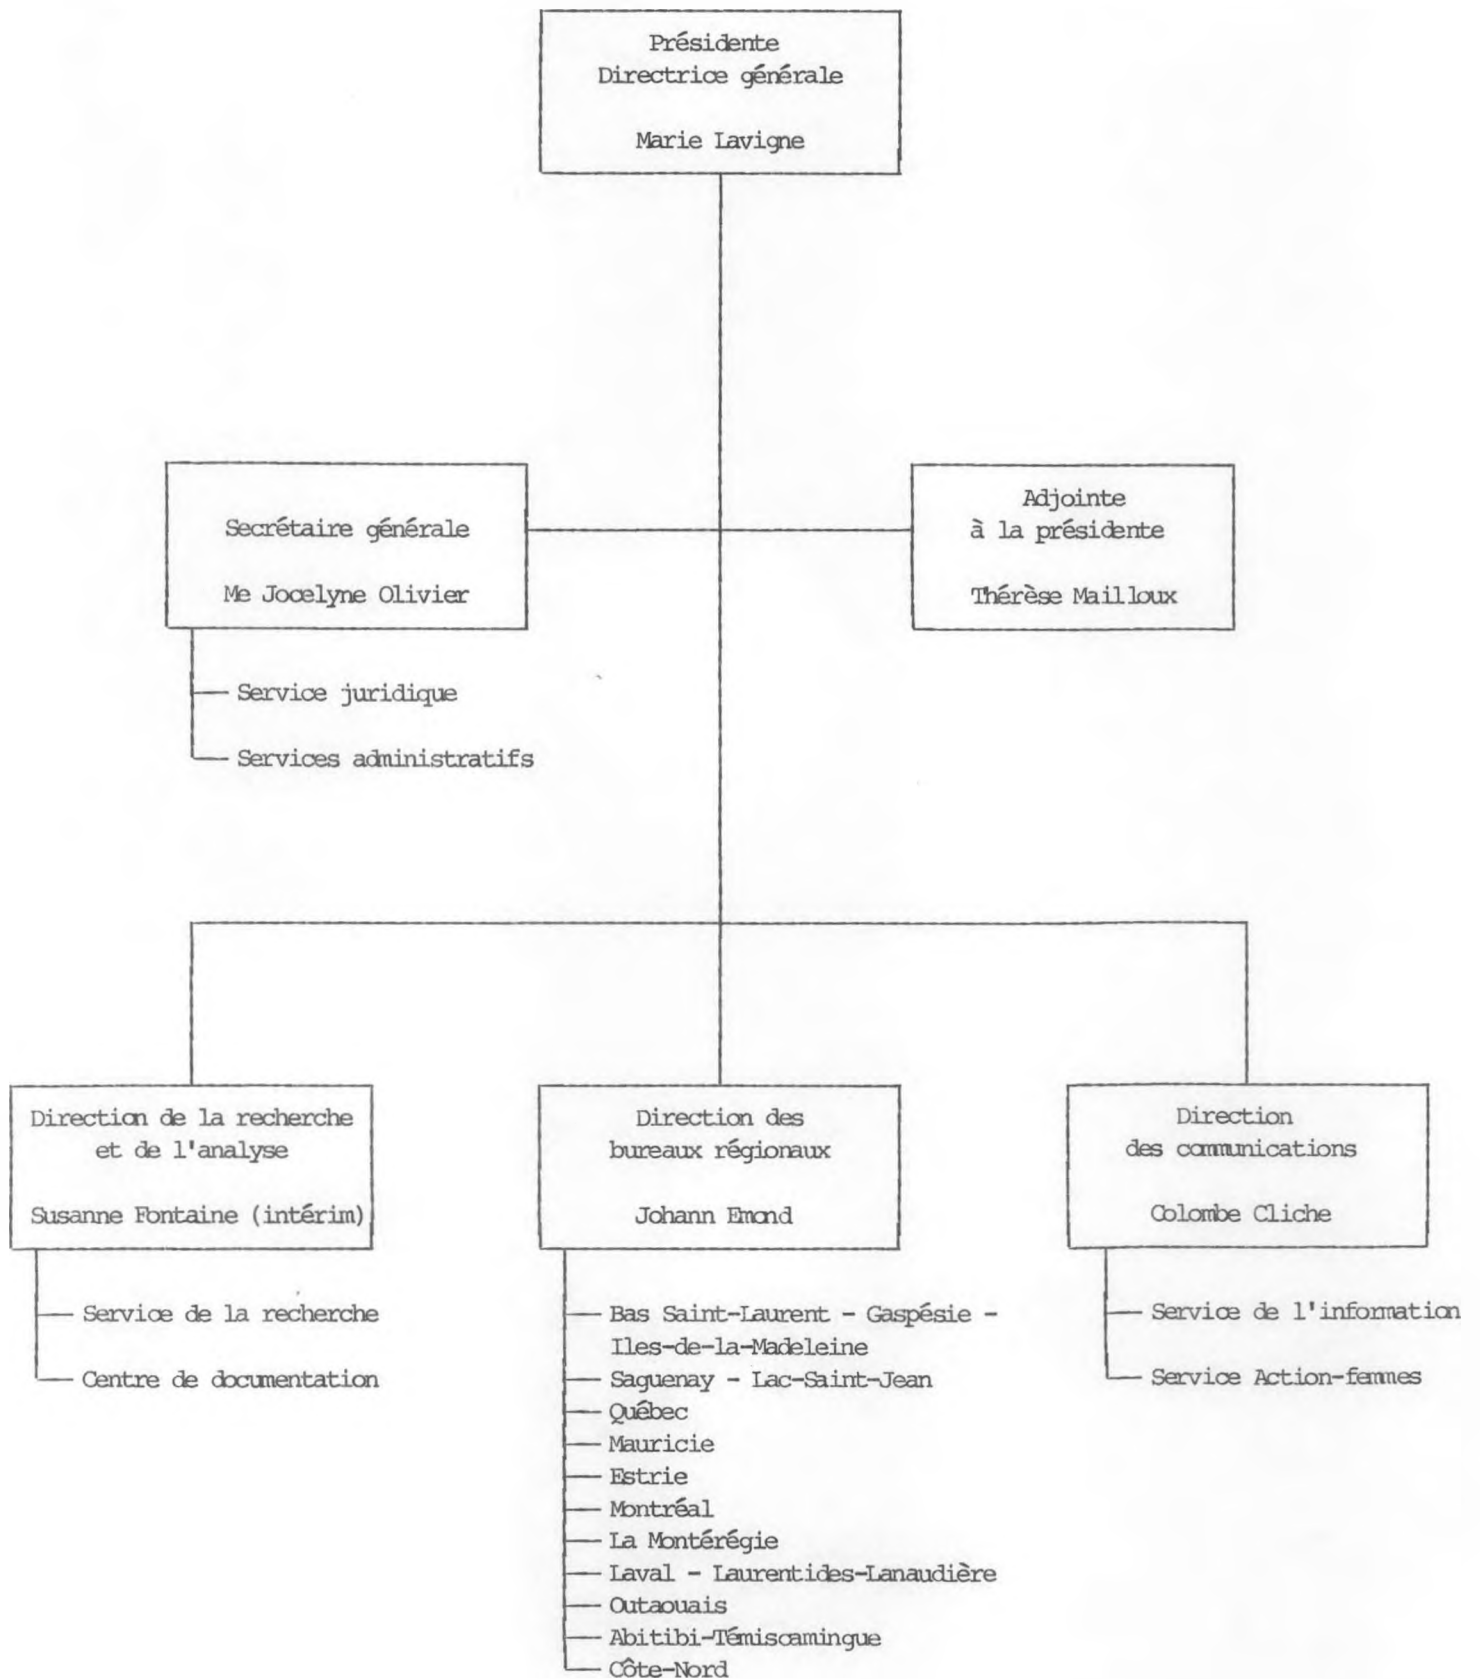 Présidente
Directrice générale
Marie Lavigne
Secrétaire générale
Me Jocelyne Olivier
Service juridique
Services administratifs
Adjointe
à la présidente
Thérèse Mailloux
Direction de la recherche
et de l'analyse
Susanne Fontaine (intérim)
Service de la recherche
Centre de documentation
Direction des
bureaux régionaux
Johann Emond
Bas Saint-Laurent - Gaspésie -
Iles-de-la-Madeleine
Saguenay - Lac-Saint-Jean
Québec
Mauricie
Estrie
Montréal
La Montérégie
Laval - Laurentides-Lanaudière
Outaouais
Abitibi-Témiscamingue
Côte-Nord
Direction
des communications
Colombe Cliche
Service de l'information
Service Action-femmes